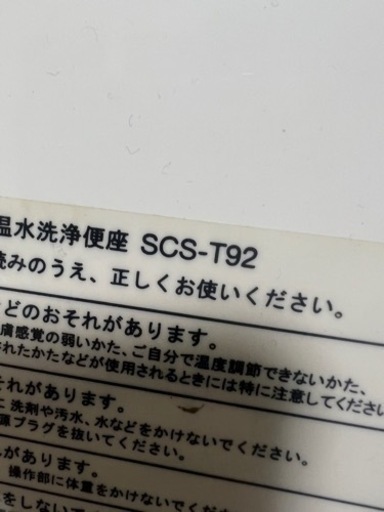 温水洗浄便座 SCS-T92
読みのうえ、正しくお使いください。
などのおそれがあります。
膚感覚の弱いかた、ご自分で温度調節できないかた、
れたかたなどが使用されるときには特に注意してください
それがあります。
に洗剤や汚水、水などをかけないでください。
源プラグを抜いてください。
れがあります。
操作部に体重をかけないでください。
をしないで